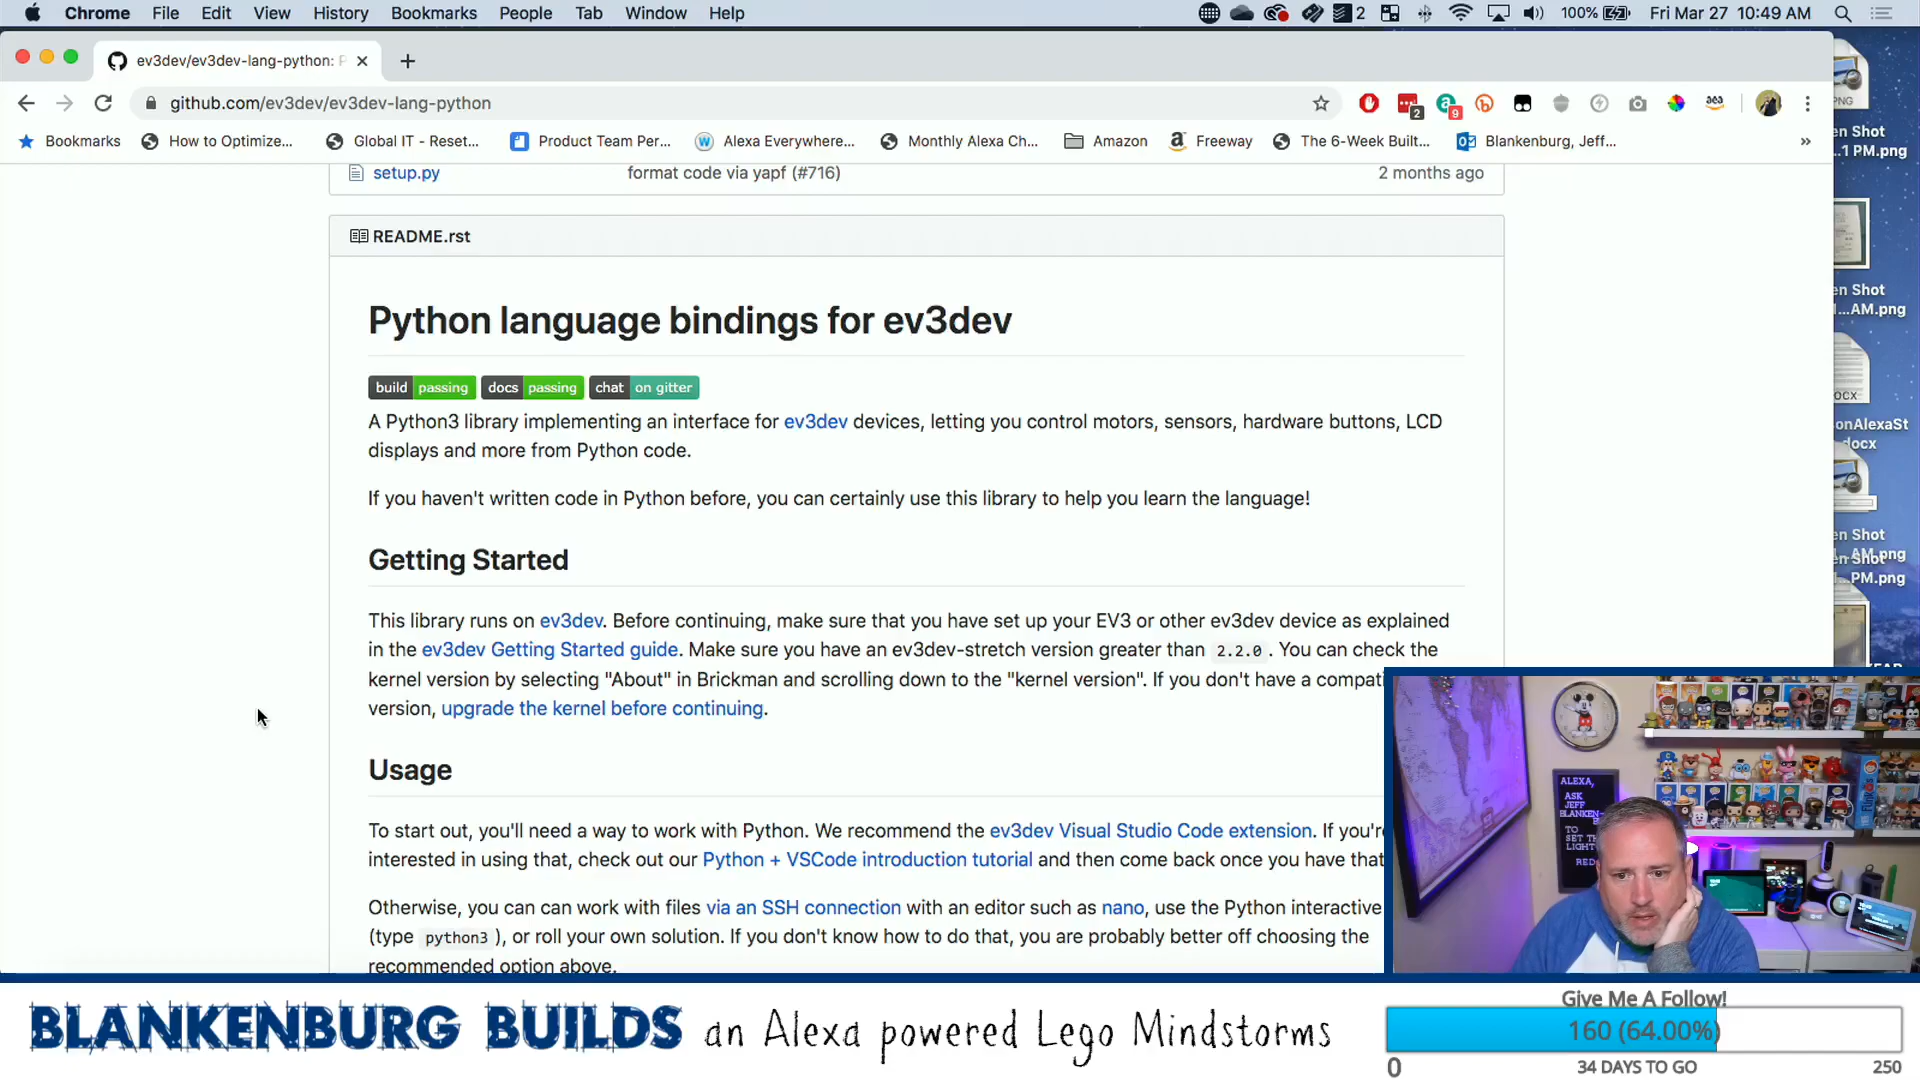 Chrome File Edit View History Bookmarks People Tab Window Help 2 100% Fri Mar 27 10:49 AM
ev3dev/ev3dev-lang-python: P
github.com/ev3dev/ev3dev-lang-python 2 9
Bookmarks How to Optimize... Global IT - Reset... Product Team Per... Alexa Everywhere... Monthly Alexa Ch... Amazon Freeway The 6-Week Built... Blankenburg, Jeff... »
setup.py format code via yapf (#716) 2 months ago
README.rst
Python language bindings for ev3dev
build passing docs passing chat on gitter
A Python3 library implementing an interface for ev3dev devices, letting you control motors, sensors, hardware buttons, LCD
displays and more from Python code.
If you haven't written code in Python before, you can certainly use this library to help you learn the language!
Getting Started
This library runs on ev3dev. Before continuing, make sure that you have set up your EV3 or other ev3dev device as explained
in the ev3dev Getting Started guide. Make sure you have an ev3dev-stretch version greater than 2.2.0 . You can check the
kernel version by selecting "About" in Brickman and scrolling down to the "kernel version". If you don't have a compati
version, upgrade the kernel before continuing.
Usage
To start out, you'll need a way to work with Python. We recommend the ev3dev Visual Studio Code extension. If you'r
interested in using that, check out our Python + VSCode introduction tutorial and then come back once you have that
Otherwise, you can can work with files via an SSH connection with an editor such as nano, use the Python interactive
(type python3 ), or roll your own solution. If you don't know how to do that, you are probably better off choosing the
recommended option above.
PNG
en Shot
...1 PM.png
en Shot
...AM.png
OCX
onAlexaSt
docx
en Shot
...AM.png
en Shot
...PM.png
ALEXA,
ASK
JEFF
BLANKEN-
TO
SET
LIGHT
RED
BLANKENBURG BUILDS an Alexa powered Lego Mindstorms
Give Me A Follow!
160 (64.00%)
0 34 DAYS TO GO 250